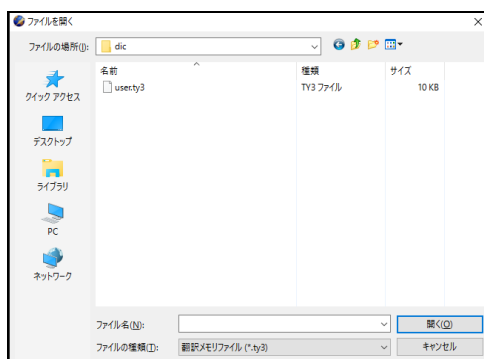 ファイルを開く
ファイルの場所(I):
dic
名前
種類
サイズ
user.ty3
TY3 ファイル
10 KB
クイック アクセス
デスクトップ
ライブラリ
PC
ネットワーク
ファイル名(N):
開く(O)
ファイルの種類(T):
翻訳メモリファイル (*.ty3)
キャンセル